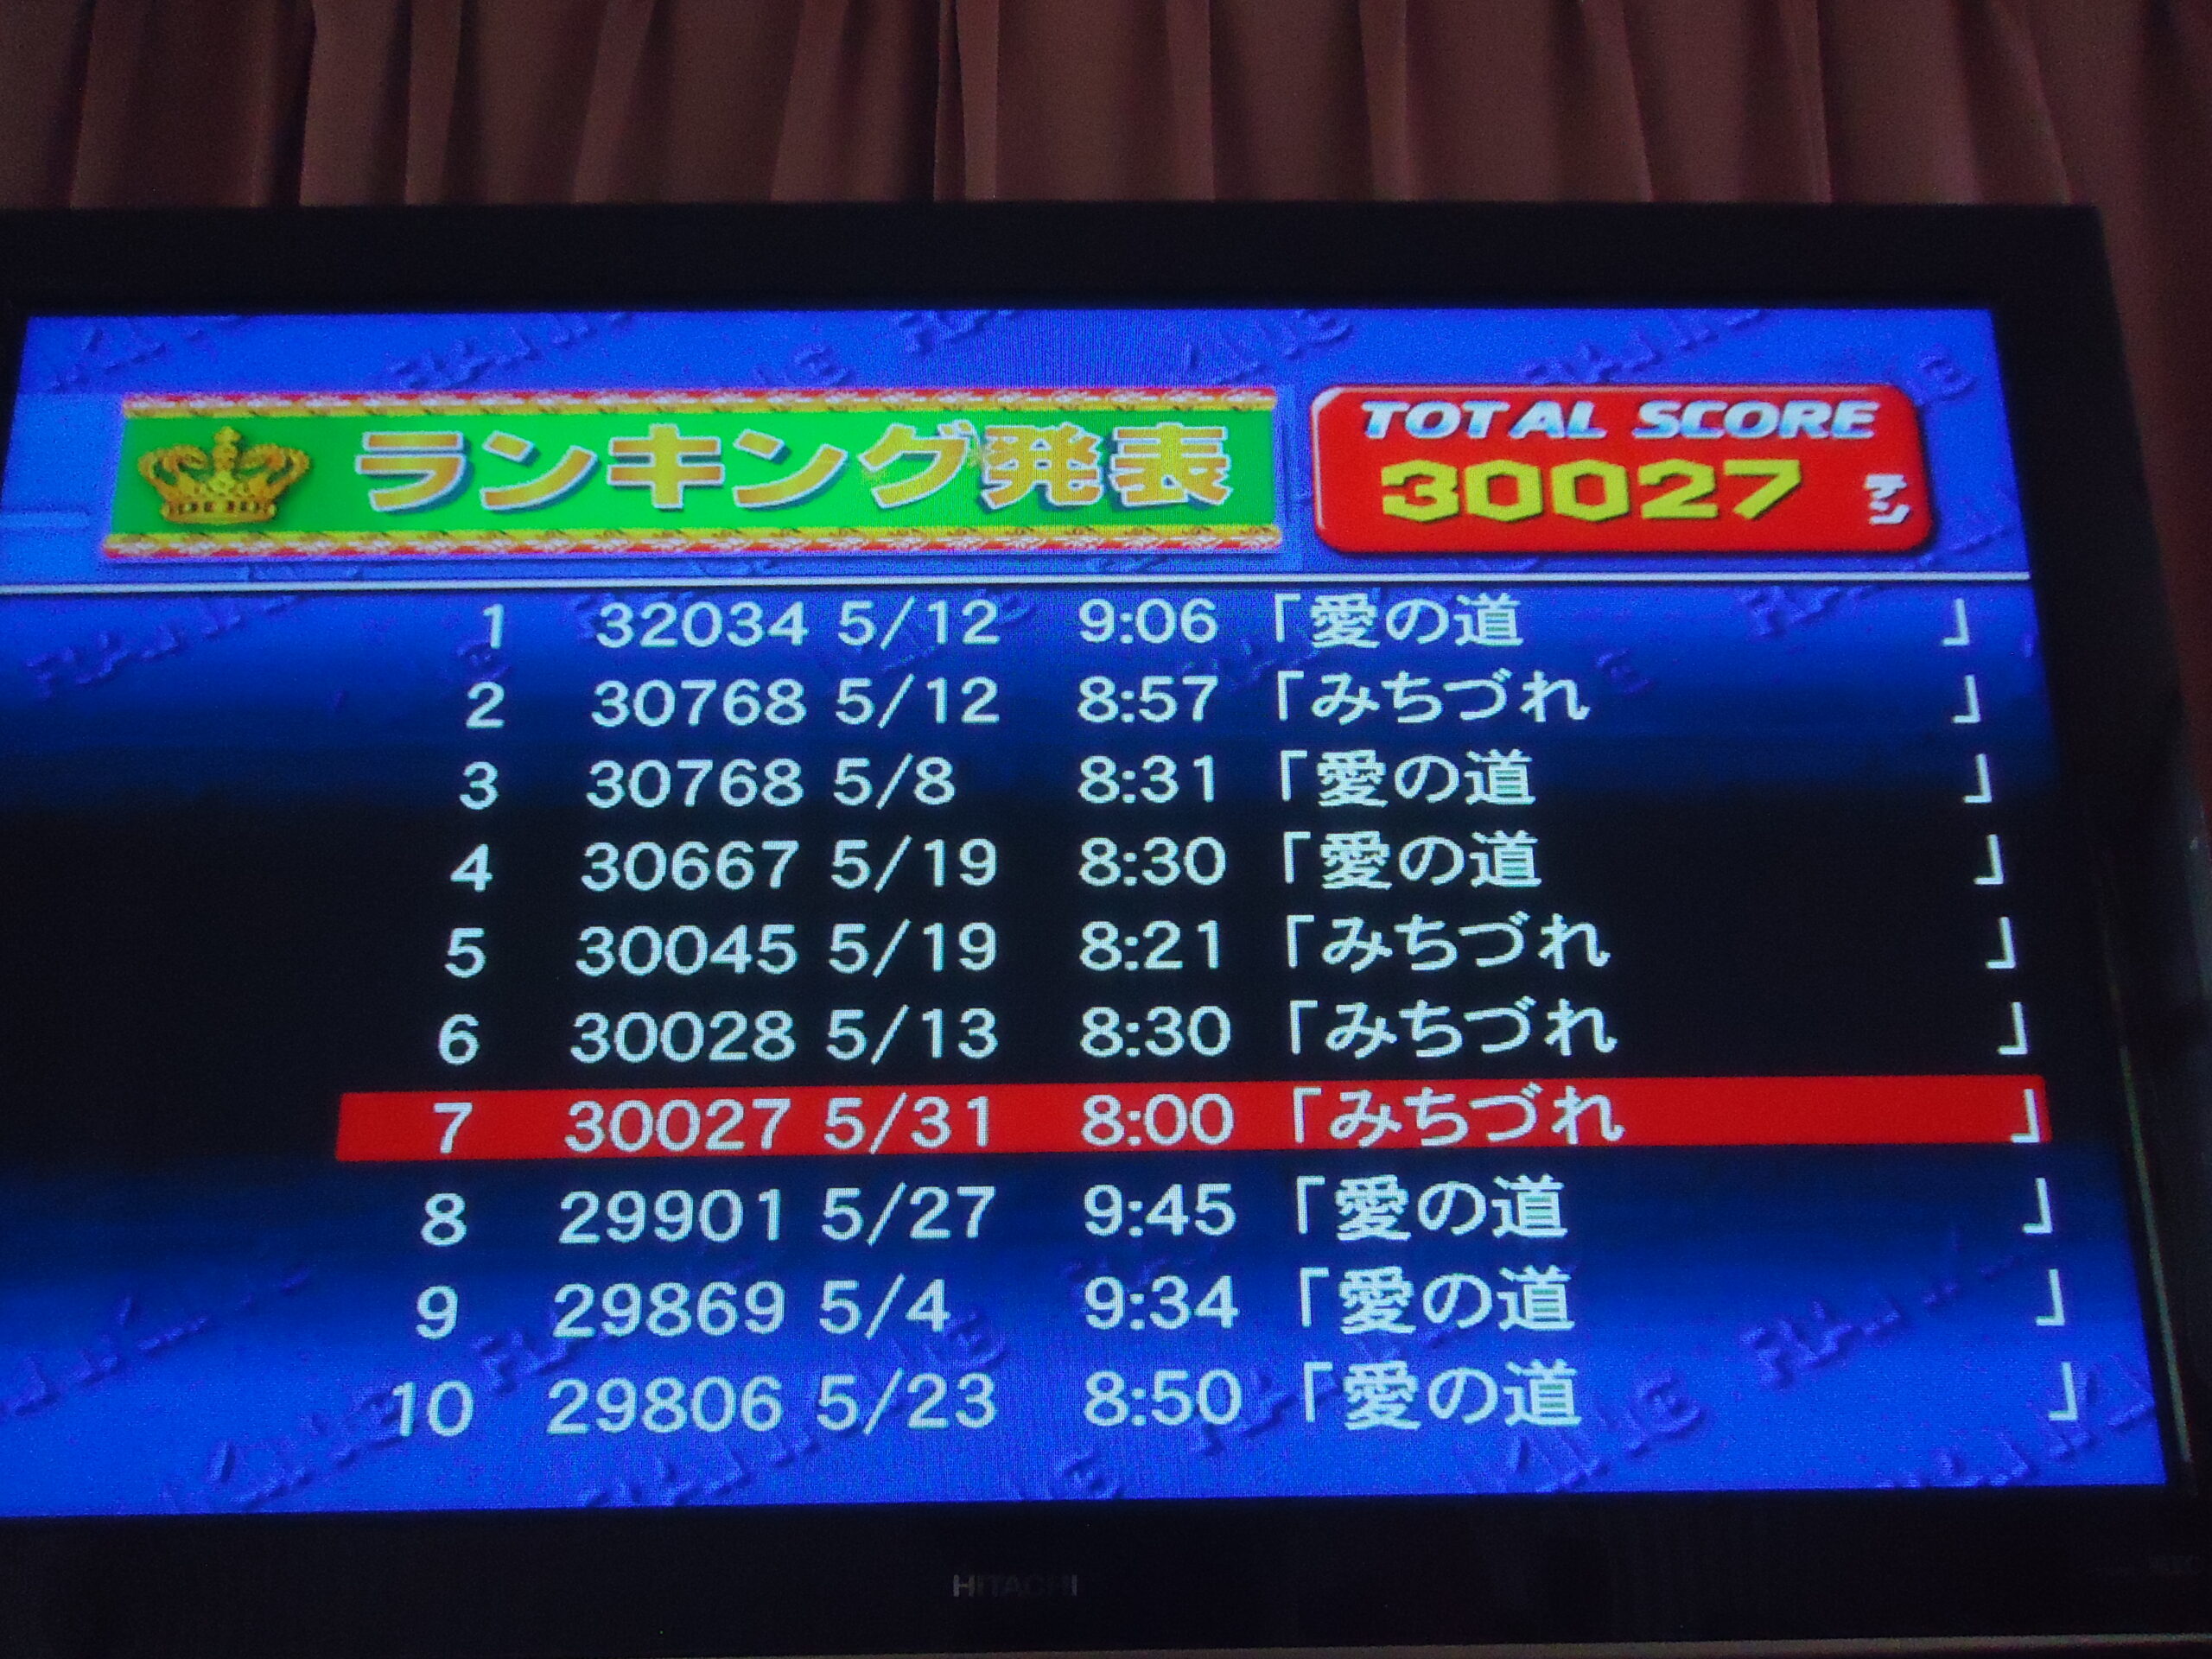 ランキング発表
TOTAL SCORE
30027 テン
1 32034 5/12 9:06 「愛の道 」
2 30768 5/12 8:57 「みちづれ 」
3 30768 5/8 8:31 「愛の道 」
4 30667 5/19 8:30 「愛の道 」
5 30045 5/19 8:21 「みちづれ 」
6 30028 5/13 8:30 「みちづれ 」
7 30027 5/31 8:00 「みちづれ 」
8 29901 5/27 9:45 「愛の道 」
9 29869 5/4 9:34 「愛の道 」
10 29806 5/23 8:50 「愛の道 」
HITACHI